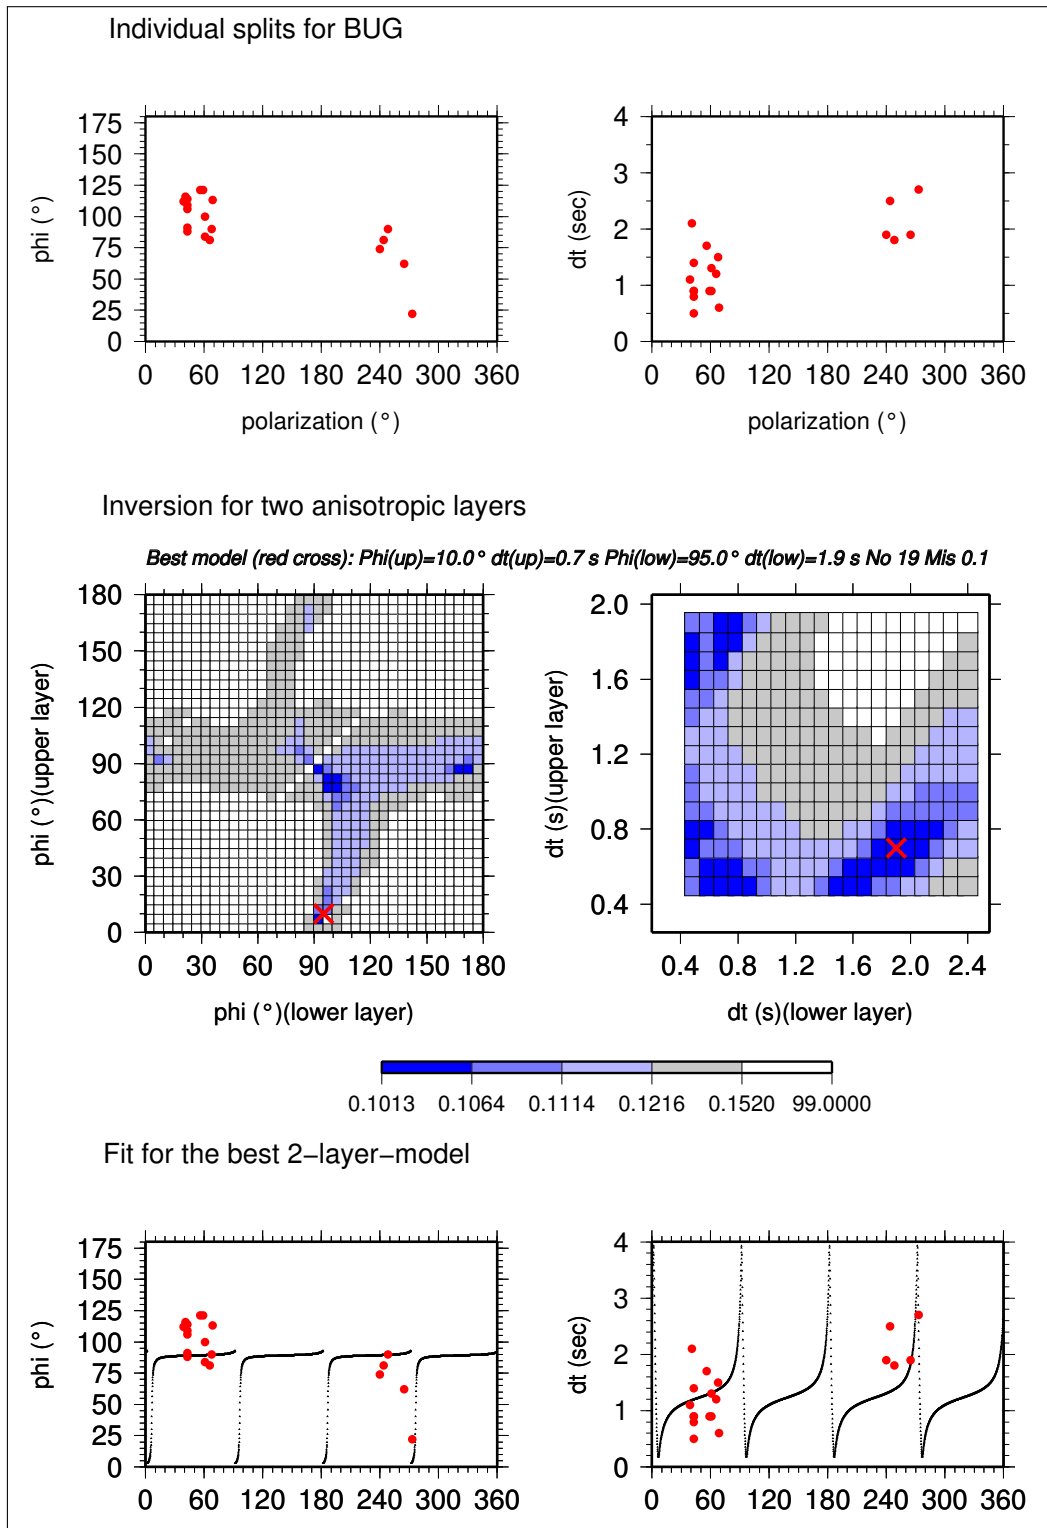 Individual splits for BUG
175
150
125
100
75
50
25
0
phi (°)
0 60 120 180 240 300 360
polarization (°)
4
3
2
1
0
dt (sec)
0 60 120 180 240 300 360
polarization (°)
Inversion for two anisotropic layers
Best model (red cross): Phi(up)=10.0° dt(up)=0.7 s Phi(low)=95.0° dt(low)=1.9 s No 19 Mis 0.1
180
150
120
90
60
30
0
phi (°)(upper layer)
0 30 60 90 120 150 180
phi (°)(lower layer)
2.0
1.6
1.2
0.8
0.4
dt (s)(upper layer)
0.4 0.8 1.2 1.6 2.0 2.4
dt (s)(lower layer)
0.1013 0.1064 0.1114 0.1216 0.1520 99.0000
Fit for the best 2−layer−model
175
150
125
100
75
50
25
0
phi (°)
0 60 120 180 240 300 360
4
3
2
1
0
dt (sec)
0 60 120 180 240 300 360